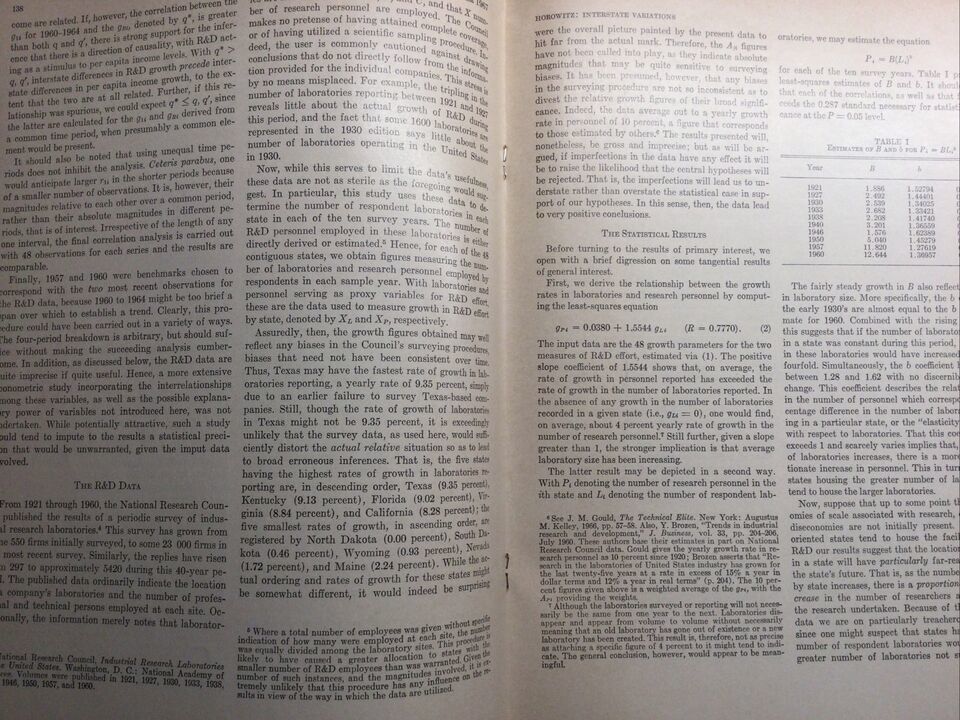 138
come are related. If, however, the correlation between the
g11 for 1960-1964 and the gR0, denoted by q*, is greater
than both q and q', there is strong support for the infer-
ence that there is a direction of causality, with R&D act-
ing as a stimulus to per capita income levels. With q* >
q, q', interstate differences in R&D growth precede inter-
state differences in per capita income growth, to the ex-
tent that the two are at all related. Further, if this re-
lationship was spurious, we could expect q* ≤ q, q', since
the latter are calculated for the g11 and gR1 derived from
a common time period, when presumably a common ele-
ment would be present.
It should also be noted that using unequal time pe-
riods does not inhibit the analysis. Ceteris parabus, one
would anticipate larger r11 in the shorter periods because
of a smaller number of observations. It is, however, their
magnitudes relative to each other over a common period,
rather than their absolute magnitudes in different pe-
riods, that is of interest. Irrespective of the length of any
one interval, the final correlation analysis is carried out
with 48 observations for each series and the results are
comparable.
Finally, 1957 and 1960 were benchmarks chosen to
correspond with the two most recent observations for
the R&D data, because 1960 to 1964 might be too brief a
span over which to establish a trend. Clearly, this pro-
cedure could have been carried out in a variety of ways.
The four-period breakdown is arbitrary, but should suf-
fice without making the succeeding analysis cumber-
some. In addition, as discussed below, the R&D data are
quite imprecise if quite useful. Hence, a more extensive
econometric study incorporating the interrelationships
among these variables, as well as the possible explana-
tory power of variables not introduced here, was not
undertaken. While potentially attractive, such a study
would tend to impute to the results a statistical preci-
sion that would be unwarranted, given the imput data
involved.
THE R&D DATA
From 1921 through 1960, the National Research Coun-
published the results of a periodic survey of indus-
al research laboratories.⁴ This survey has grown from
e 550 firms initially surveyed, to some 23 000 firms in
most recent survey. Similarly, the replies have risen
m 297 to approximately 5420 during this 40-year pe-
d. The published data ordinarily indicate the location
a company's laboratories and the number of profes-
al and technical persons employed at each site. Oc-
onally, the information merely notes that laborator-
National Research Council, Industrial Research Laboratories
the United States. Washington, D. C.: National Academy of
Volumes were published in 1921, 1927, 1930, 1933, 1938,
1946, 1950, 1957, and 1960.
1967
and that X num-
ber of research personnel are employed. The Council
makes no pretense of having attained complete coverage,
or of having utilized a scientific sampling procedure. In-
deed, the user is commonly cautioned against drawing
conclusions that do not directly follow from the informa-
tion provided for the individual companies. This stress is
by no means misplaced. For example, the tripling in the
number of laboratories reporting between 1921 and 1927
reveals little about the actual growth of R&D during
this period, and the fact that some 1600 laboratories are
represented in the 1930 edition says little about the
number of laboratories operating in the United States
in 1930.
Now, while this serves to limit the data's usefulness,
these data are not as sterile as the foregoing would sug-
gest. In particular, this study uses these data to de-
termine the number of respondent laboratories in each
state in each of the ten survey years. The number of
R&D personnel employed in these laboratories is either
directly derived or estimated.⁵ Hence, for each of the 48
contiguous states, we obtain figures measuring the num-
ber of laboratories and research personnel employed by
respondents in each sample year. With laboratories and
personnel serving as proxy variables for R&D effort,
these are the data used to measure growth in R&D effort
by state, denoted by XL and XP, respectively.
Assuredly, then, the growth figures obtained may well
reflect any biases in the Council's surveying procedure,
biases that need not have been consistent over time.
Thus, Texas may have the fastest rate of growth in lab-
oratories reporting, a yearly rate of 9.35 percent, simply
due to an earlier failure to survey Texas-based com-
panies. Still, though the rate of growth of laboratories
in Texas might not be 9.35 percent, it is exceedingly
unlikely that the survey data, as used here, would suffi-
ciently distort the actual relative situation so as to lead
to broad erroneous inferences. That is, the five states
having the highest rates of growth in laboratories re-
porting are, in descending order, Texas (9.35 percent),
Kentucky (9.13 percent), Florida (9.02 percent), Vir-
ginia (8.84 percent), and California (8.28 percent); the
five smallest rates of growth, in ascending order, are
registered by North Dakota (0.00 percent), South Da-
kota (0.46 percent), Wyoming (0.93 percent), Nevada
(1.72 percent), and Maine (2.24 percent). While the ac-
tual ordering and rates of growth for these states might
be somewhat different, it would indeed be surprising
⁵ Where a total number of employees was given without specific
indication of how many were employed at each site, the number
was equally divided among the laboratory sites. This procedure is
likely to have caused a greater allocation to states with the
smaller number of R&D employees than was warranted. Given the
number of such instances, and the magnitudes involved, it is ex-
tremely unlikely that this procedure has any influence on the re-
sults in view of the way in which the data are utilized.
HOROWITZ: INTERSTATE VARIATIONS
were the overall picture painted by the present data to
hit far from the actual mark. Therefore, the AN figures
have not been called into play, as they indicate absolute
magnitudes that may be quite sensitive to surveying
biases. It has been presumed, however, that any biases
in the surveying procedure are not so inconsistent as to
divest the relative growth figures of their broad signifi-
cance. Indeed, the data average out to a yearly growth
rate in personnel of 10 percent, a figure that corresponds
to those estimated by others.⁶ The results presented will,
nonetheless, be gross and imprecise; but as will be ar-
gued, if imperfections in the data have any effect it will
be to raise the likelihood that the central hypotheses will
be rejected. That is, the imperfections will lead us to un-
derstate rather than overstate the statistical case in sup-
port of our hypotheses. In this sense, then, the data lead
to very positive conclusions.
THE STATISTICAL RESULTS
Before turning to the results of primary interest, we
open with a brief digression on some tangential results
of general interest.
First, we derive the relationship between the growth
rates in laboratories and research personnel by comput-
ing the least-squares equation
gPi = 0.0380 + 1.5544 gLi (R = 0.7770). (2)
The input data are the 48 growth parameters for the two
measures of R&D effort, estimated via (1). The positive
slope coefficient of 1.5544 shows that, on average, the
rate of growth in personnel reported has exceeded the
rate of growth in the number of laboratories reported. In
the absence of any growth in the number of laboratories
recorded in a given state (i.e., gLi = 0), one would find,
on average, about 4 percent yearly rate of growth in the
number of research personnel.⁷ Still further, given a slope
greater than 1, the stronger implication is that average
laboratory size has been increasing.
The latter result may be depicted in a second way.
With Pi denoting the number of research personnel in the
ith state and Li denoting the number of respondent lab-
⁶ See J. M. Gould, The Technical Elite. New York: Augustus
M. Kelley, 1966, pp. 57-58. Also, Y. Brozen, "Trends in industrial
research and development," J. Business, vol. 33, pp. 204-206,
July 1960. These authors base their estimates in part on National
Research Council data. Gould gives the yearly growth rate in re-
search personnel as 10 percent since 1920; Brozen asserts that "Re-
search in the laboratories of United States industry has grown for
the last twenty-five years at a rate in excess of 15% a year in
dollar terms and 12% a year in real terms" (p. 204). The 10 per-
cent figures given above is a weighted average of the gPi, with the
APi providing the weights.
⁷ Although the laboratories surveyed or reporting will not neces-
sarily be the same from one year to the next. Laboratories dis-
appear and appear from volume to volume without necessarily
meaning that an old laboratory has gone out of existence or a new
laboratory has been created. This result is, therefore, not as precise
as attaching a specific figure of 4 percent to it might tend to indi-
cate. The general conclusion, however, would appear to be mean-
ingful.
oratories, we may estimate the equation.
Pi = B(Li)ᵇ
for each of the ten survey years. Table I p
least-squares estimates of B and b. It shoul
that each of the correlations, as well as that f
ceeds the 0.287 standard necessary for statist
cance at the P = 0.05 level.
TABLE I
ESTIMATES OF B AND b FOR Pi = BLiᵇ
Year B b
1921 1.886 1.52794 0
1927 2.492 1.44401 0
1930 2.539 1.34025 0
1933 2.682 1.33421 0
1938 2.208 1.41740 0
1940 3.201 1.36559 0
1946 1.576 1.62389 0
1950 5.040 1.45279 0
1957 11.820 1.27619 0
1960 12.644 1.36957 0
The fairly steady growth in B also reflect
in laboratory size. More specifically, the b
the early 1930's are almost equal to the b
mate for 1960. Combined with the rising
this suggests that if the number of laborator
in a state was constant during this period,
in these laboratories would have increased
fourfold. Simultaneously, the b coefficient l
between 1.28 and 1.62 with no discernibl
change. This coefficient describes the relat
in the number of personnel which correspo
centage difference in the number of labor
ing in a particular state, or the "elasticity
with respect to laboratories. That this coe
exceeds 1 and scarcely varies implies that,
of laboratories increases, there is a more
tionate increase in personnel. This in turn
states housing the greater number of lal
tend to house the larger laboratories.
Now, suppose that up to some point th
omies of scale associated with research,
diseconomies are not initially present.
oriented states tend to house the facil
R&D our results suggest that the location
in a state will have particularly far-rea
the state's future. That is, as the number
by state increases, there is a proportion
crease in the number of researchers a
the research undertaken. Because of th
data we are on particularly treachero
since one might suspect that states ha
number of respondent laboratories wou
greater number of laboratories not su